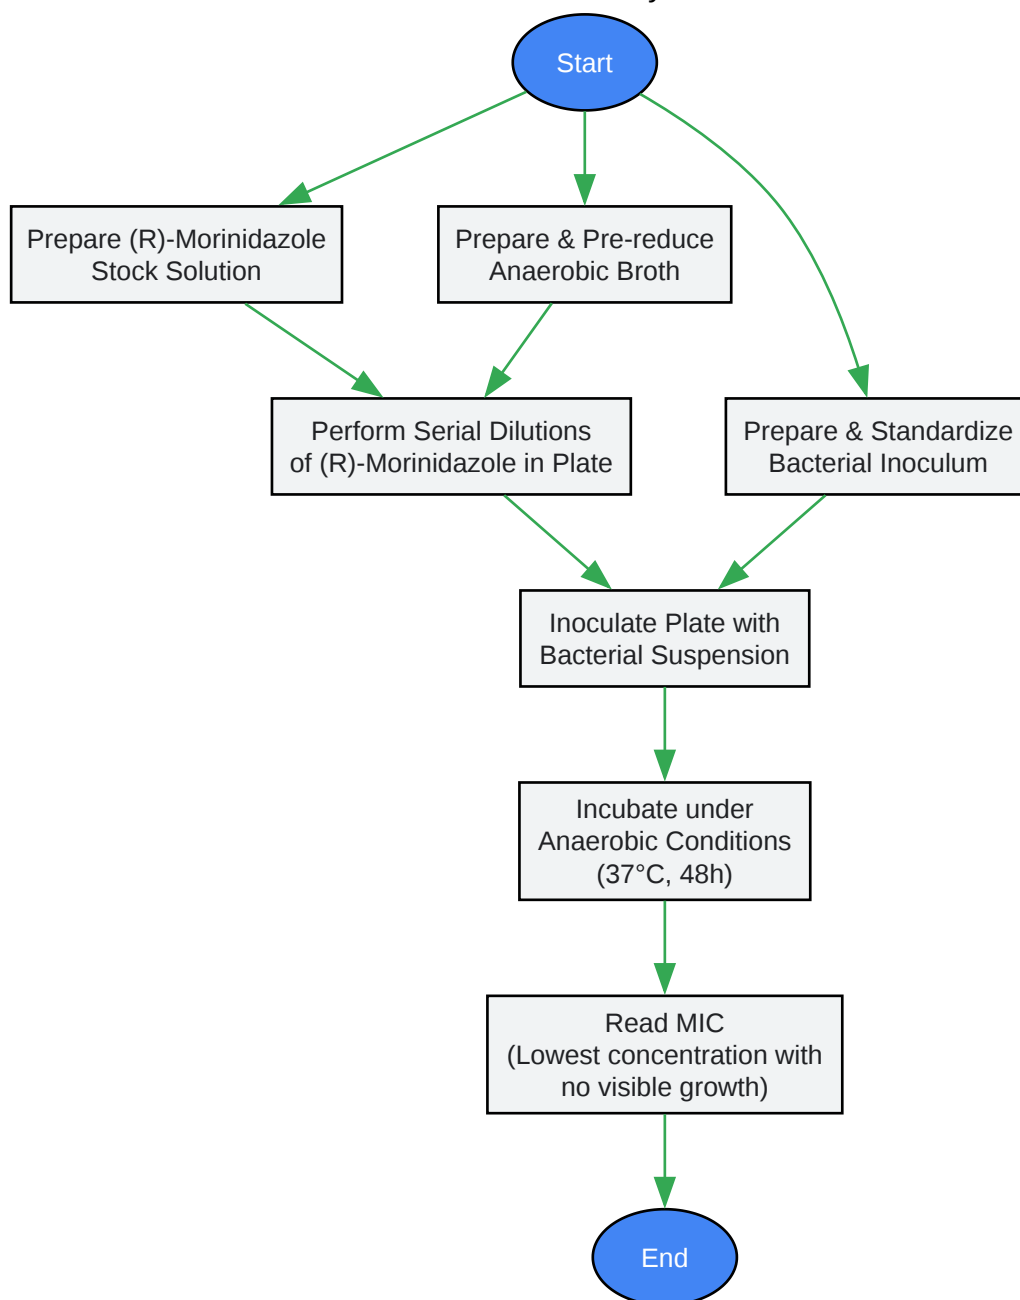 Start
Prepare (R)-Morinidazole
Stock Solution
Prepare & Pre-reduce
Anaerobic Broth
Perform Serial Dilutions
of (R)-Morinidazole in Plate
Prepare & Standardize
Bacterial Inoculum
Inoculate Plate with
Bacterial Suspension
Incubate under
Anaerobic Conditions
(37°C, 48h)
Read MIC
(Lowest concentration with
no visible growth)
End